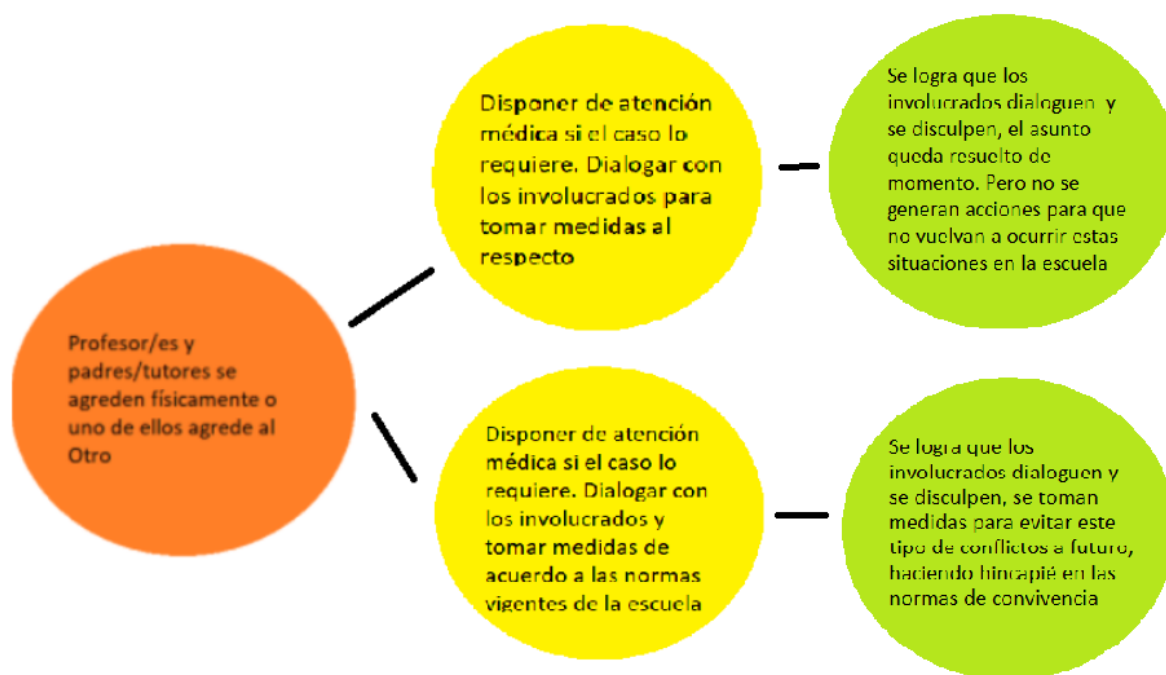 Profesor/es y
padres/tutores se
agreden físicamente o
uno de ellos agrede al
Otro
Disponer de atención
médica si el caso lo
requiere. Dialogar con
los involucrados para
tomar medidas al
respecto
Se logra que los
involucrados dialoguen y
se disculpen, el asunto
queda resuelto de
momento. Pero no se
generan acciones para que
no vuelvan a ocurrir estas
situaciones en la escuela
Disponer de atención
médica si el caso lo
requiere. Dialogar con
los involucrados y
tomar medidas de
acuerdo a las normas
vigentes de la escuela
Se logra que los
involucrados dialoguen y
se disculpen, se toman
medidas para evitar este
tipo de conflictos a futuro,
haciendo hincapié en las
normas de convivencia